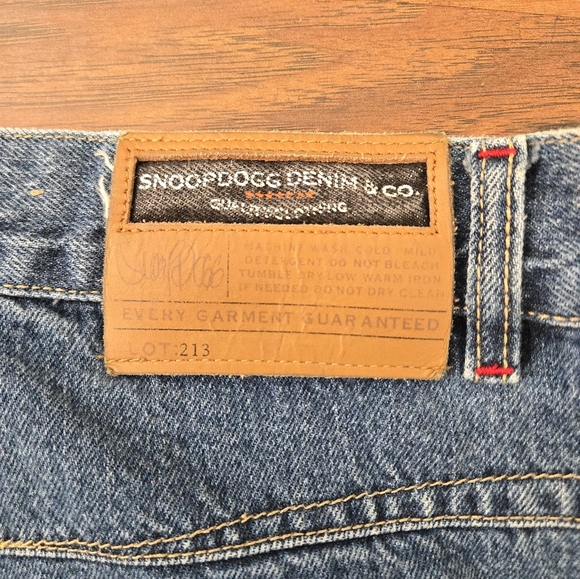 SNOOPDOGG DENIM & CO.
QUALITY CLOTHING
MACHINE WASH COLD - MILD
DETERGENT DO NOT BLEACH
TUMBLE DRY LOW WARM IRON
IF NEEDED DO NOT DRY CLEAN
EVERY GARMENT GUARANTEED
LOT: 213